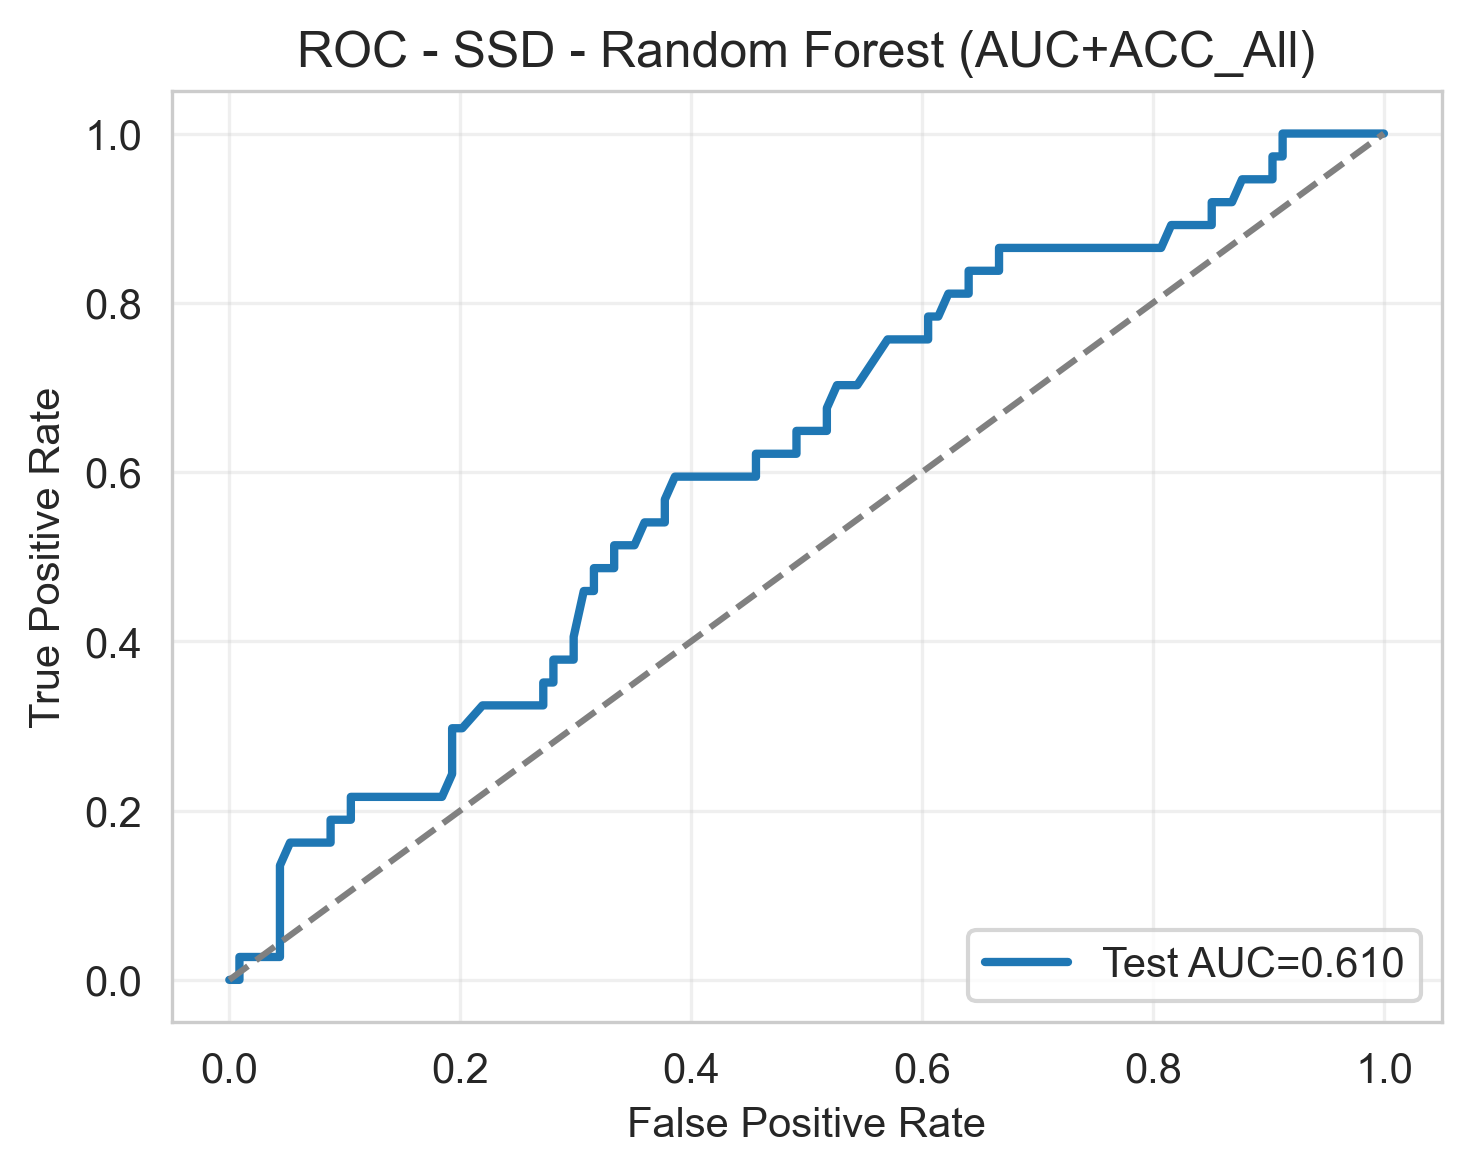 ROC - SSD - Random Forest (AUC+ACC_All)
True Positive Rate
1.0
0.8
0.6
0.4
0.2
0.0
Test AUC=0.610
0.0 0.2 0.4 0.6 0.8 1.0
False Positive Rate